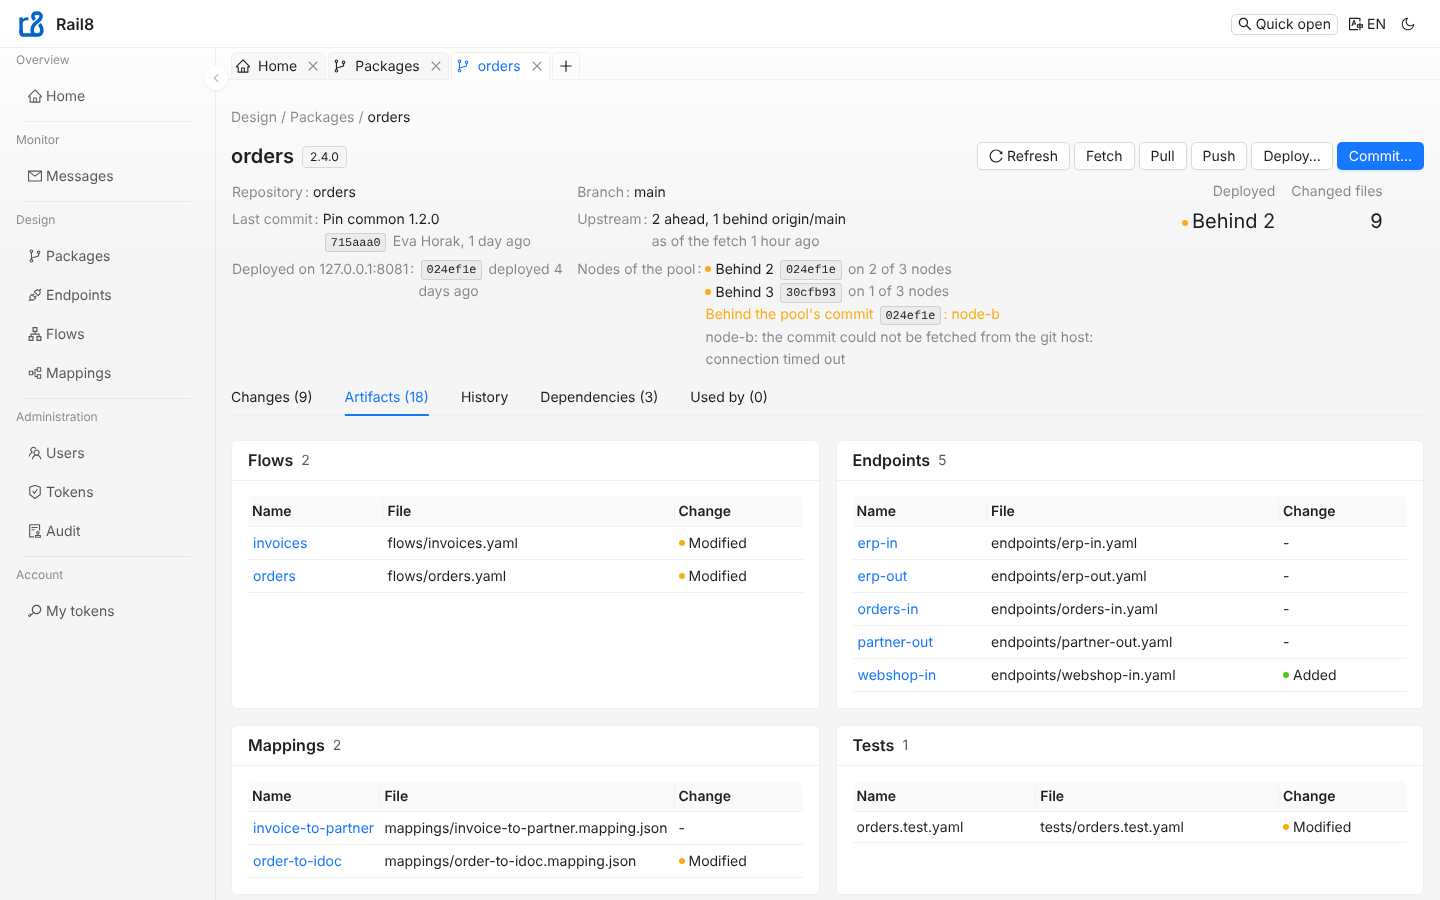 Rail8
Quick open
EN
Overview
Home
Monitor
Messages
Design
Packages
Endpoints
Flows
Mappings
Administration
Users
Tokens
Audit
Account
My tokens
Home
Packages
orders
Design / Packages / orders
orders 2.4.0
Refresh
Fetch
Pull
Push
Deploy...
Commit...
Repository: orders
Branch: main
Last commit: Pin common 1.2.0
715aaa0 Eva Horak, 1 day ago
Upstream: 2 ahead, 1 behind origin/main
as of the fetch 1 hour ago
Deployed on 127.0.0.1:8081: 024ef1e deployed 4
days ago
Nodes of the pool: Behind 2 024ef1e on 2 of 3 nodes
Behind 3 30cfb93 on 1 of 3 nodes
Behind the pool's commit 024ef1e : node-b
node-b: the commit could not be fetched from the git host:
connection timed out
Deployed
Behind 2
Changed files
9
Changes (9)
Artifacts (18)
History
Dependencies (3)
Used by (0)
Flows 2
Name File Change
invoices flows/invoices.yaml Modified
orders flows/orders.yaml Modified
Endpoints 5
Name File Change
erp-in endpoints/erp-in.yaml -
erp-out endpoints/erp-out.yaml -
orders-in endpoints/orders-in.yaml -
partner-out endpoints/partner-out.yaml -
webshop-in endpoints/webshop-in.yaml Added
Mappings 2
Name File Change
invoice-to-partner mappings/invoice-to-partner.mapping.json -
order-to-idoc mappings/order-to-idoc.mapping.json Modified
Tests 1
Name File Change
orders.test.yaml tests/orders.test.yaml Modified